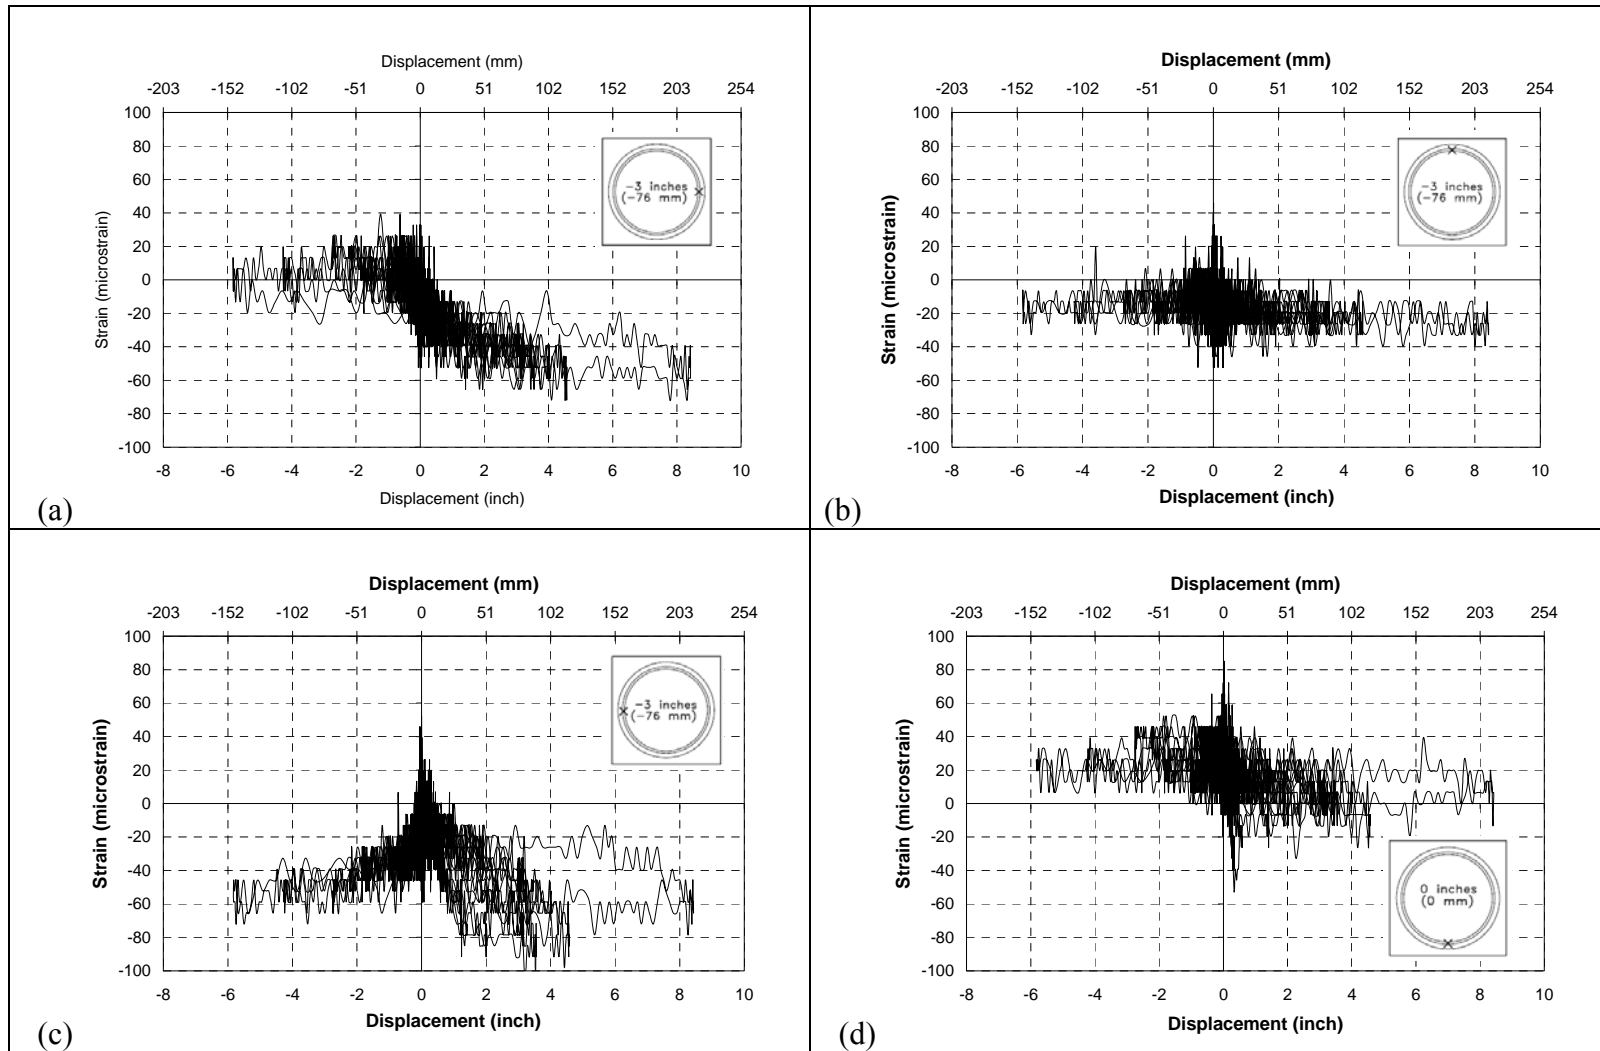 Displacement (mm)
-203 -152 -102 -51 0 51 102 152 203 254
100
80
60
40
20
0
-20
-40
-60
-80
-100
Strain (microstrain)
-3 inches
(-76 mm)
-8 -6 -4 -2 0 2 4 6 8 10
Displacement (inch)
(a)
Displacement (mm)
-203 -152 -102 -51 0 51 102 152 203 254
100
80
60
40
20
0
-20
-40
-60
-80
-100
Strain (microstrain)
-3 inches
(-76 mm)
-8 -6 -4 -2 0 2 4 6 8 10
Displacement (inch)
(b)
Displacement (mm)
-203 -152 -102 -51 0 51 102 152 203 254
100
80
60
40
20
0
-20
-40
-60
-80
-100
Strain (microstrain)
-3 inches
(-76 mm)
-8 -6 -4 -2 0 2 4 6 8 10
Displacement (inch)
(c)
Displacement (mm)
-203 -152 -102 -51 0 51 102 152 203 254
100
80
60
40
20
0
-20
-40
-60
-80
-100
Strain (microstrain)
0 inches
(0 mm)
-8 -6 -4 -2 0 2 4 6 8 10
Displacement (inch)
(d)